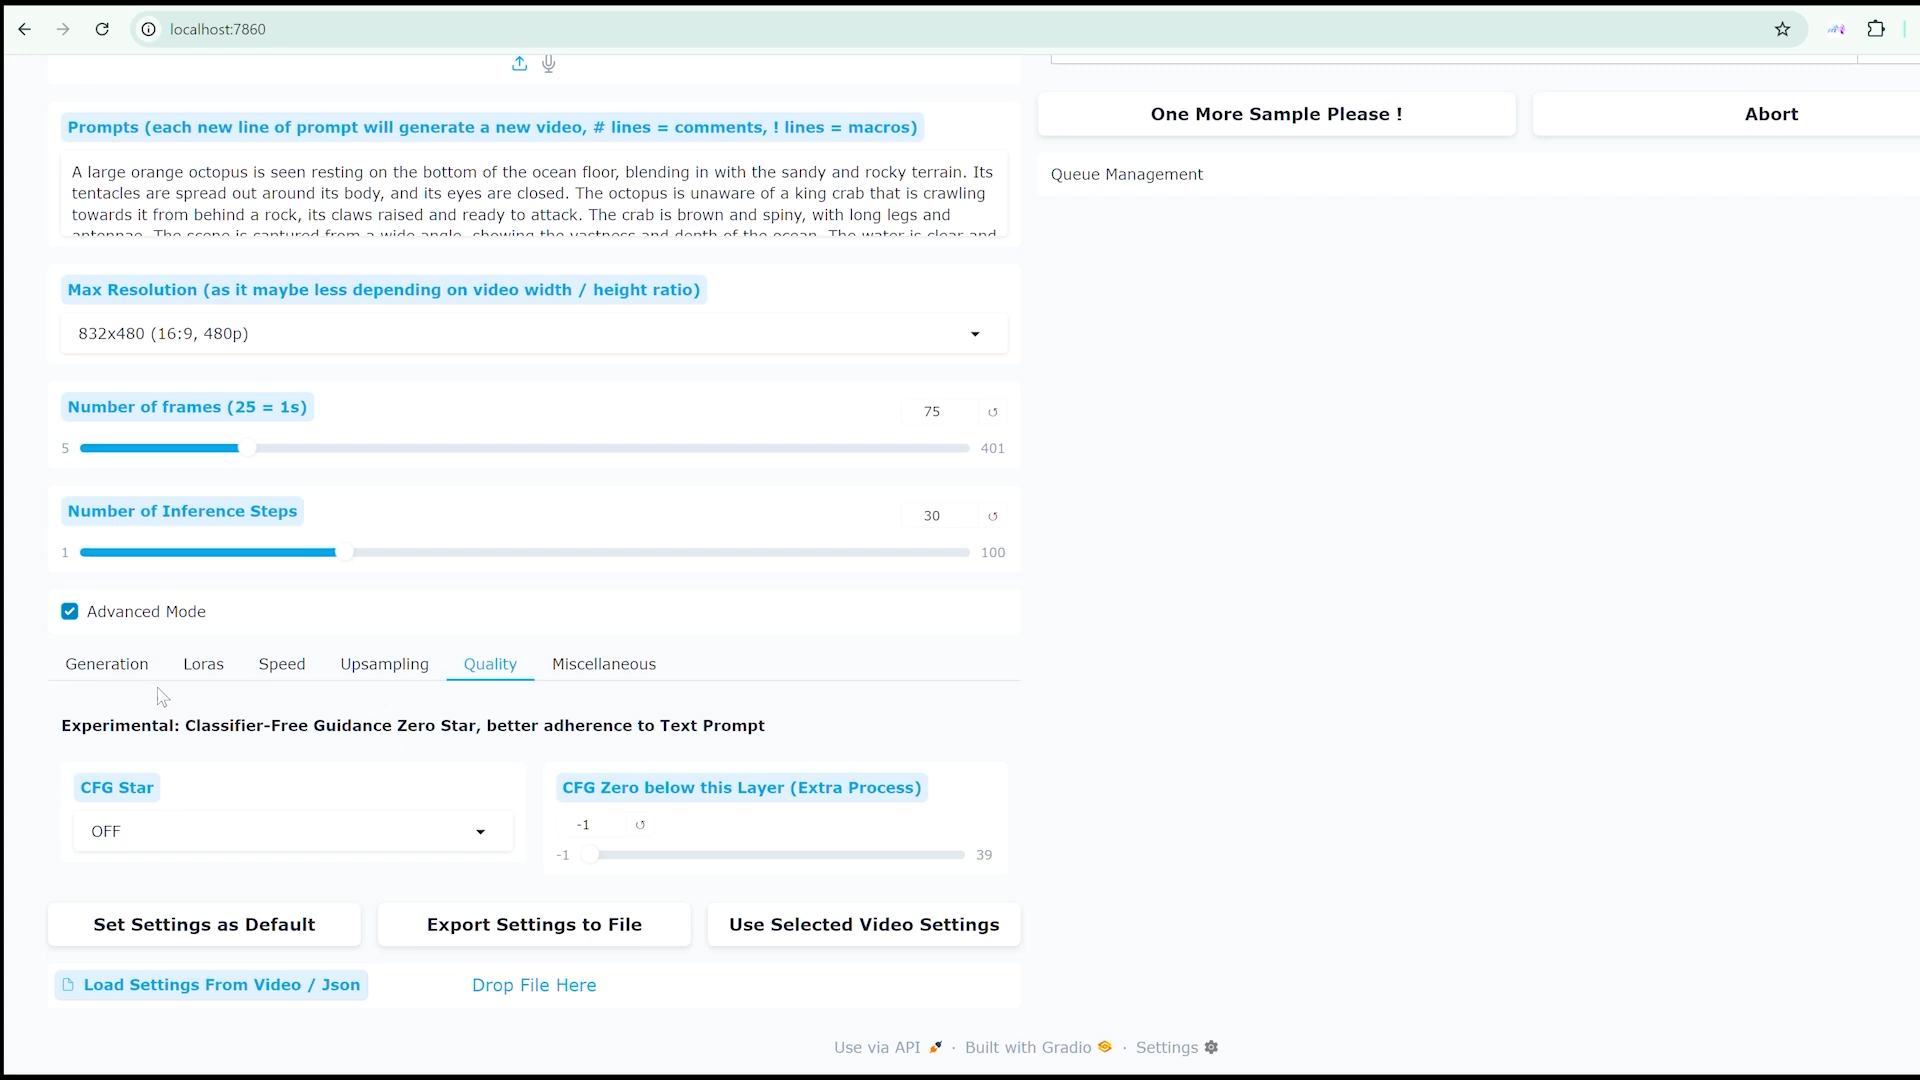 localhost:7860
Prompts (each new line of prompt will generate a new video, # lines = comments, ! lines = macros)
A large orange octopus is seen resting on the bottom of the ocean floor, blending in with the sandy and rocky terrain. Its
tentacles are spread out around its body, and its eyes are closed. The octopus is unaware of a king crab that is crawling
towards it from behind a rock, its claws raised and ready to attack. The crab is brown and spiny, with long legs and
antennae. The scene is captured from a wide angle, showing the vastness and depth of the ocean. The water is clear and
Max Resolution (as it maybe less depending on video width / height ratio)
832x480 (16:9, 480p)
Number of frames (25 = 1s)
75
5
401
Number of Inference Steps
30
1
100
Advanced Mode
Generation Loras Speed Upsampling Quality Miscellaneous
Experimental: Classifier-Free Guidance Zero Star, better adherence to Text Prompt
CFG Star
OFF
CFG Zero below this Layer (Extra Process)
-1
-1
39
Set Settings as Default
Export Settings to File
Use Selected Video Settings
Load Settings From Video / Json
Drop File Here
One More Sample Please !
Abort
Queue Management
Use via API · Built with Gradio · Settings